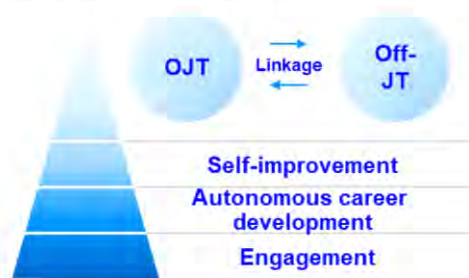 OJT
Linkage
Off-
JT
Self-improvement
Autonomous career
development
Engagement